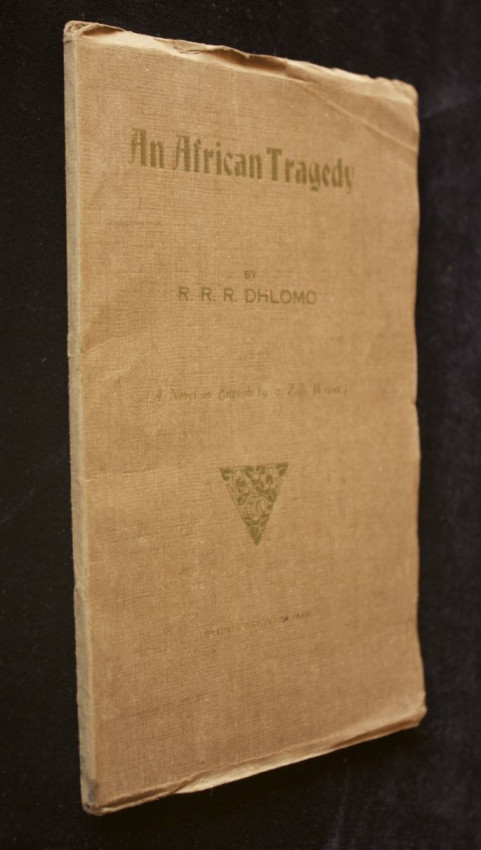 An African Tragedy
BY
R. R. R. DHLOMO
(A Novel in English by a Zulu Writer.)